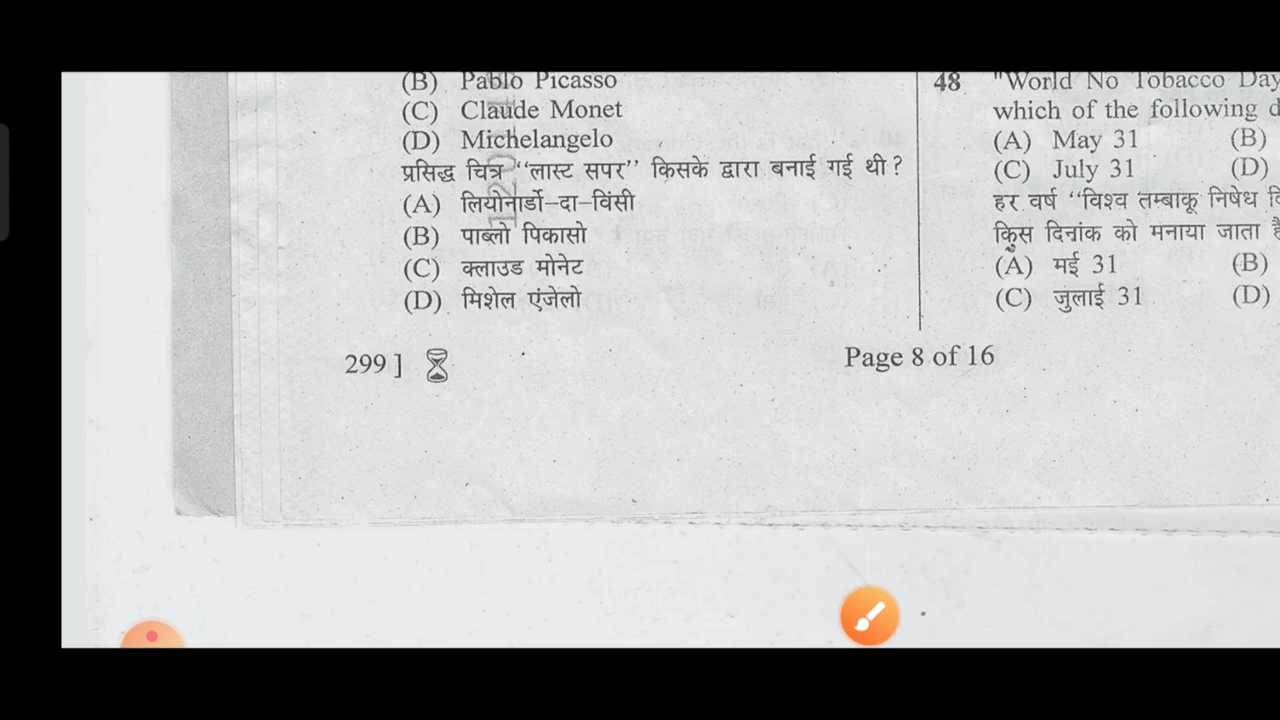 (B) Pablo Picasso
(C) Claude Monet
(D) Michelangelo
प्रसिद्ध चित्र ‘‘लास्ट सपर’’ किसके द्वारा बनाई गई थी ?
(A) लियोनार्डो–दा–विंसी
(B) पाब्लो पिकासो
(C) क्लाउड मोनेट
(D) मिशेल एंजेलो
48 "World No Tobacco Day
which of the following
(A) May 31 (B)
(C) July 31 (D)
हर वर्ष ‘‘विश्व तम्बाकू निषेध
किस दिनांक को मनाया जाता
(A) मई 31 (B)
(C) जुलाई 31 (D)
299 ]
Page 8 of 16